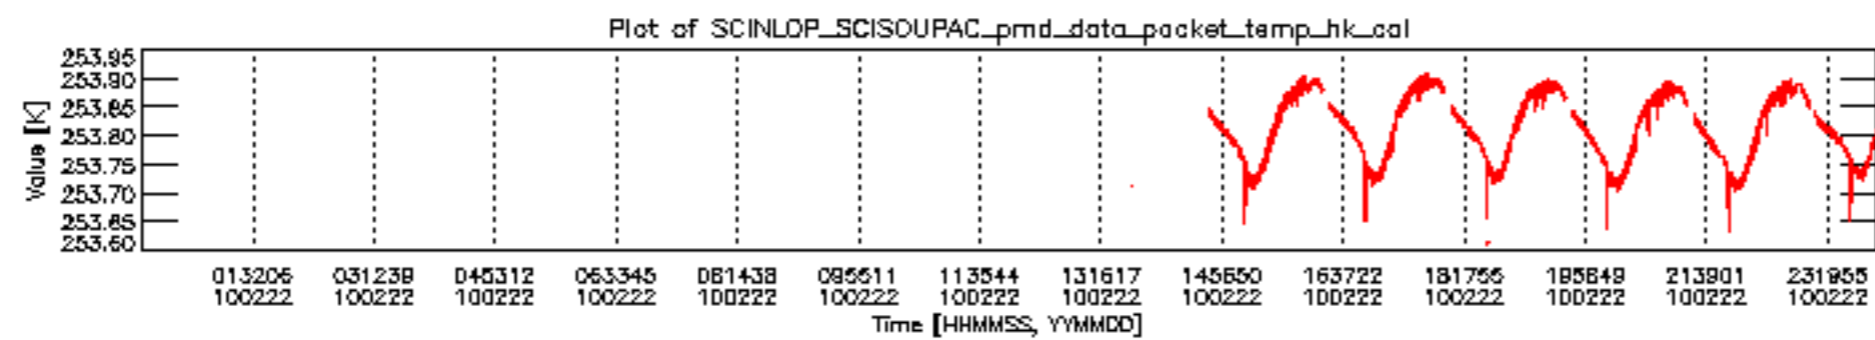 Plot of SCINLOP_SCISOUPAC_pmd_data_packet_temp_hk_cal
253.95
253.90
253.85
253.80
253.75
253.70
253.65
253.60
Value [K]
013206 031239 045312 063345 081438 095511 113544 131617 145650 163722 181755 195849 213901 231955
100222 100222 100222 100222 100222 100222 100222 100222 100222 100222 100222 100222 100222 100222
Time [HHMMSS, YYMMDD]